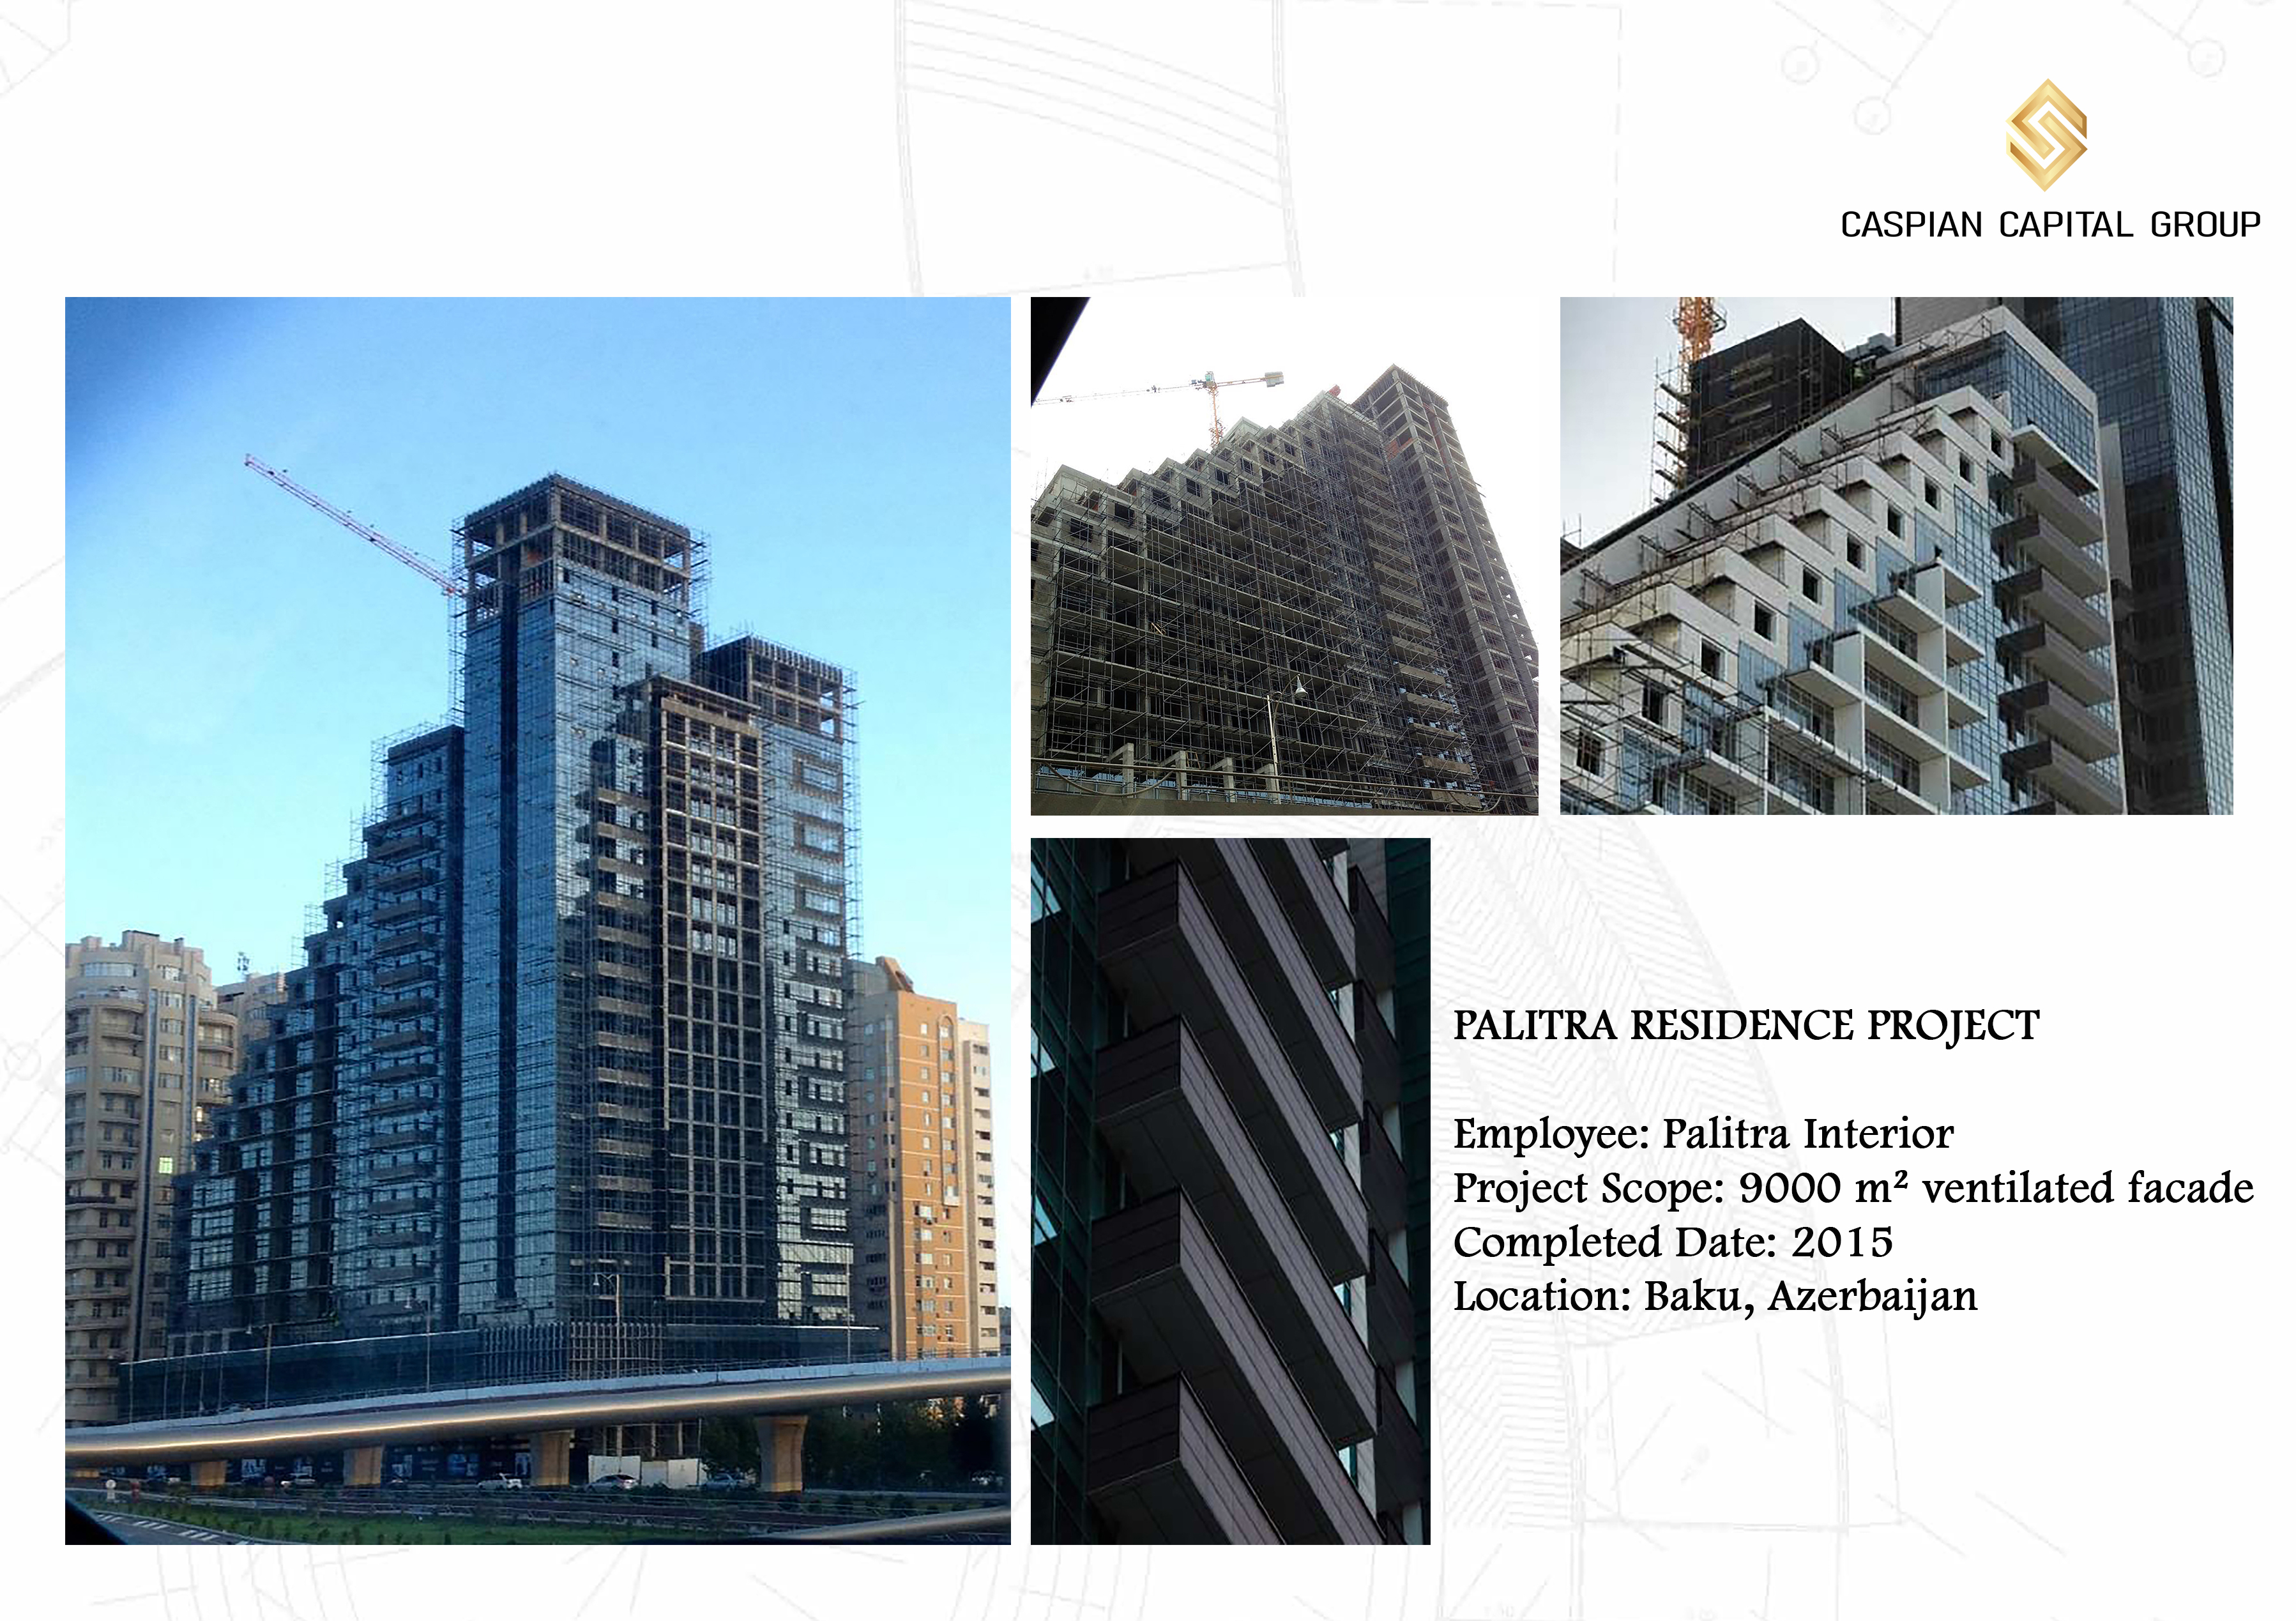 CASPIAN CAPITAL GROUP
PALITRA RESIDENCE PROJECT
Employee: Palitra Interior
Project Scope: 9000 m² ventilated facade
Completed Date: 2015
Location: Baku, Azerbaijan